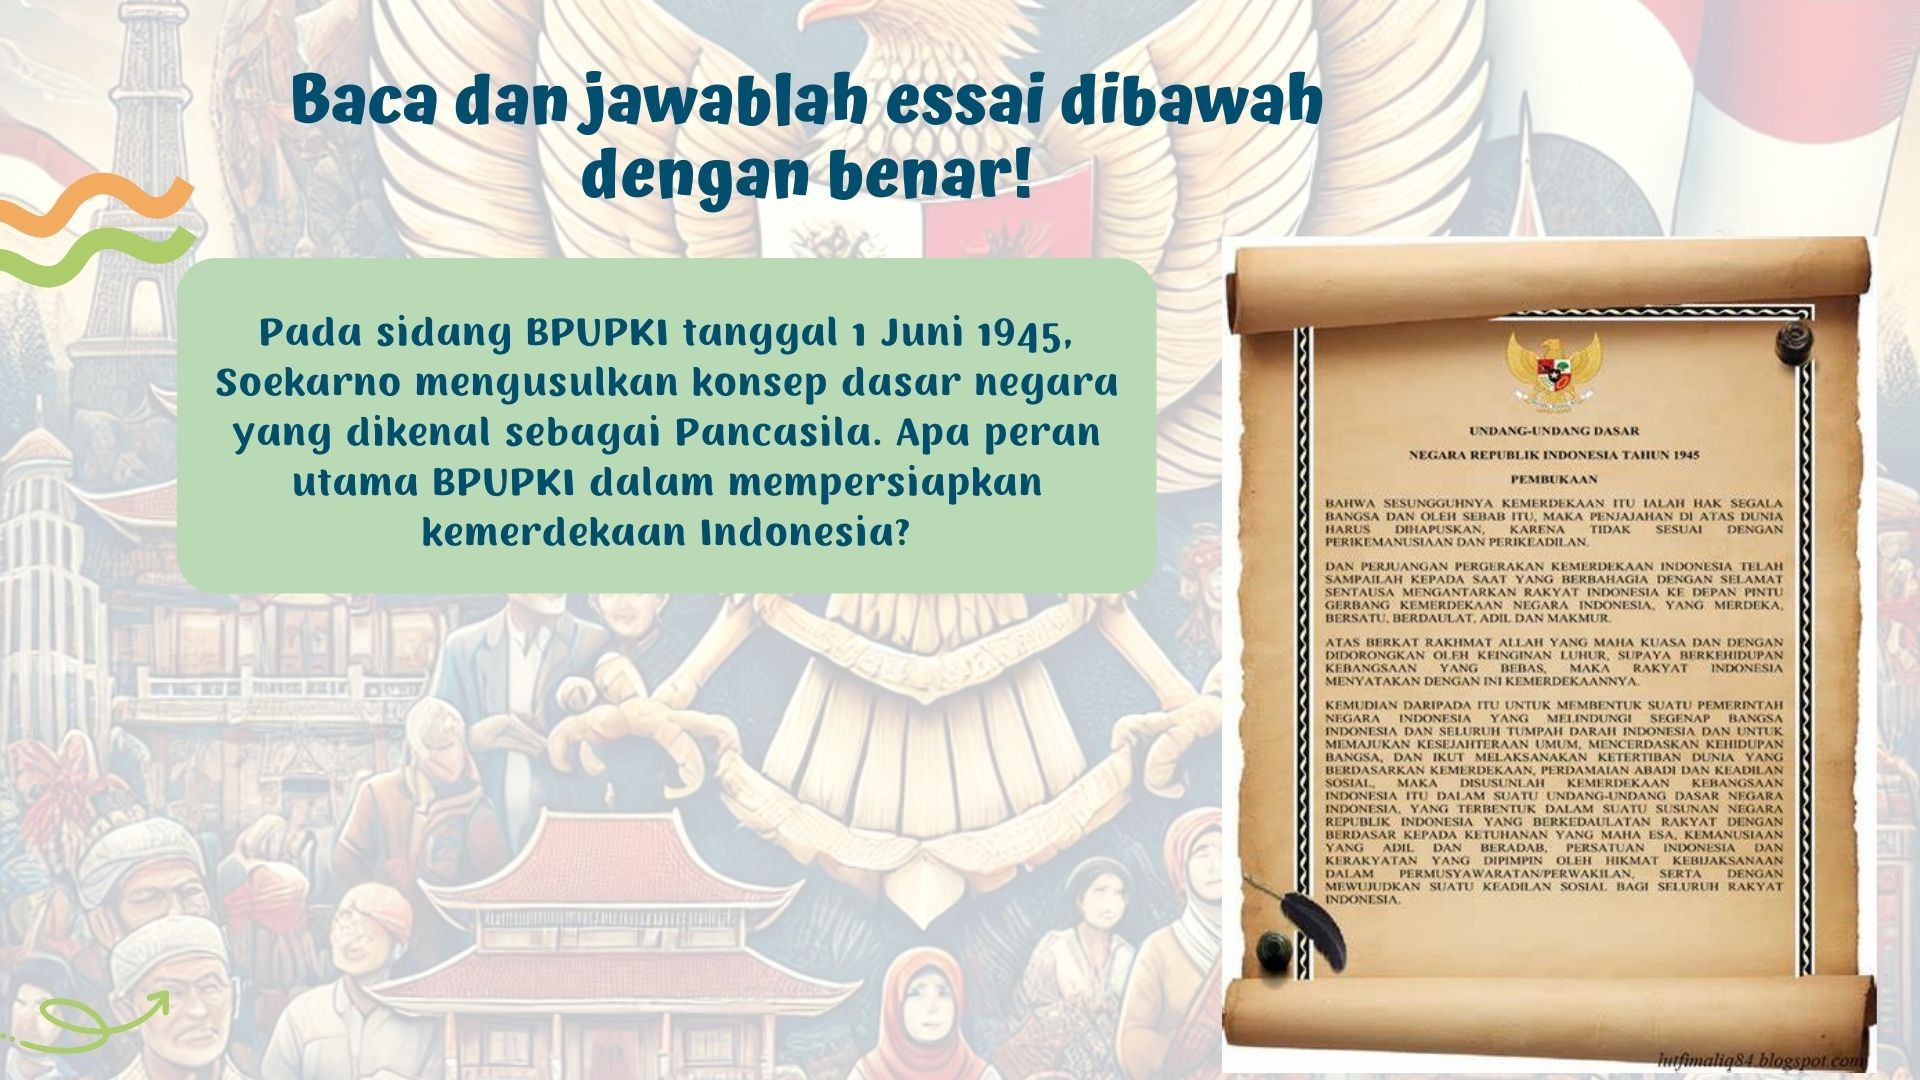 Baca dan jawablah essai dibawah
dengan benar!
Pada sidang BPUPKI tanggal 1 Juni 1945,
Soekarno mengusulkan konsep dasar negara
yang dikenal sebagai Pancasila. Apa peran
utama BPUPKI dalam mempersiapkan
kemerdekaan Indonesia?
UNDANG-UNDANG DASAR
NEGARA REPUBLIK INDONESIA TAHUN 1945
PEMBUKAAN
BAHWA SESUNGGUHNYA KEMERDEKAAN ITU IALAH HAK SEGALA
BANGSA DAN OLEH SEBAB ITU, MAKA PENJAJAHAN DI ATAS DUNIA
HARUS DIHAPUSKAN, KARENA TIDAK SESUAI DENGAN
PERIKEMANUSIAAN DAN PERIKEADILAN.
DAN PERJUANGAN PERGERAKAN KEMERDEKAAN INDONESIA TELAH
SAMPAILAH KEPADA SAAT YANG BERBAHAGIA DENGAN SELAMAT
SENTAUSA MENGANTARKAN RAKYAT INDONESIA KE DEPAN PINTU
GERBANG KEMERDEKAAN NEGARA INDONESIA, YANG MERDEKA,
BERSATU, BERDAULAT, ADIL DAN MAKMUR.
ATAS BERKAT RAKHMAT ALLAH YANG MAHA KUASA DAN DENGAN
DIDORONGKAN OLEH KEINGINAN LUHUR, SUPAYA BERKEHIDUPAN
KEBANGSAAN YANG BEBAS, MAKA RAKYAT INDONESIA
MENYATAKAN DENGAN INI KEMERDEKAANNYA.
KEMUDIAN DARIPADA ITU UNTUK MEMBENTUK SUATU PEMERINTAH
NEGARA INDONESIA YANG MELINDUNGI SEGENAP BANGSA
INDONESIA DAN SELURUH TUMPAH DARAH INDONESIA DAN UNTUK
MEMAJUKAN KESEJAHTERAAN UMUM, MENCERDASKAN KEHIDUPAN
BANGSA, DAN IKUT MELAKSANAKAN KETERTIBAN DUNIA YANG
BERDASARKAN KEMERDEKAAN, PERDAMAIAN ABADI DAN KEADILAN
SOSIAL, MAKA DISUSUNLAH KEMERDEKAAN KEBANGSAAN
INDONESIA ITU DALAM SUATU UNDANG-UNDANG DASAR NEGARA
INDONESIA, YANG TERBENTUK DALAM SUATU SUSUNAN NEGARA
REPUBLIK INDONESIA YANG BERKEDAULATAN RAKYAT DENGAN
BERDASAR KEPADA KETUHANAN YANG MAHA ESA, KEMANUSIAAN
YANG ADIL DAN BERADAB, PERSATUAN INDONESIA DAN
KERAKYATAN YANG DIPIMPIN OLEH HIKMAT KEBIJAKSANAAN
DALAM PERMUSYAWARATAN/PERWAKILAN, SERTA DENGAN
MEWUJUDKAN SUATU KEADILAN SOSIAL BAGI SELURUH RAKYAT
INDONESIA.
lutfimaliq84.blogspot.com